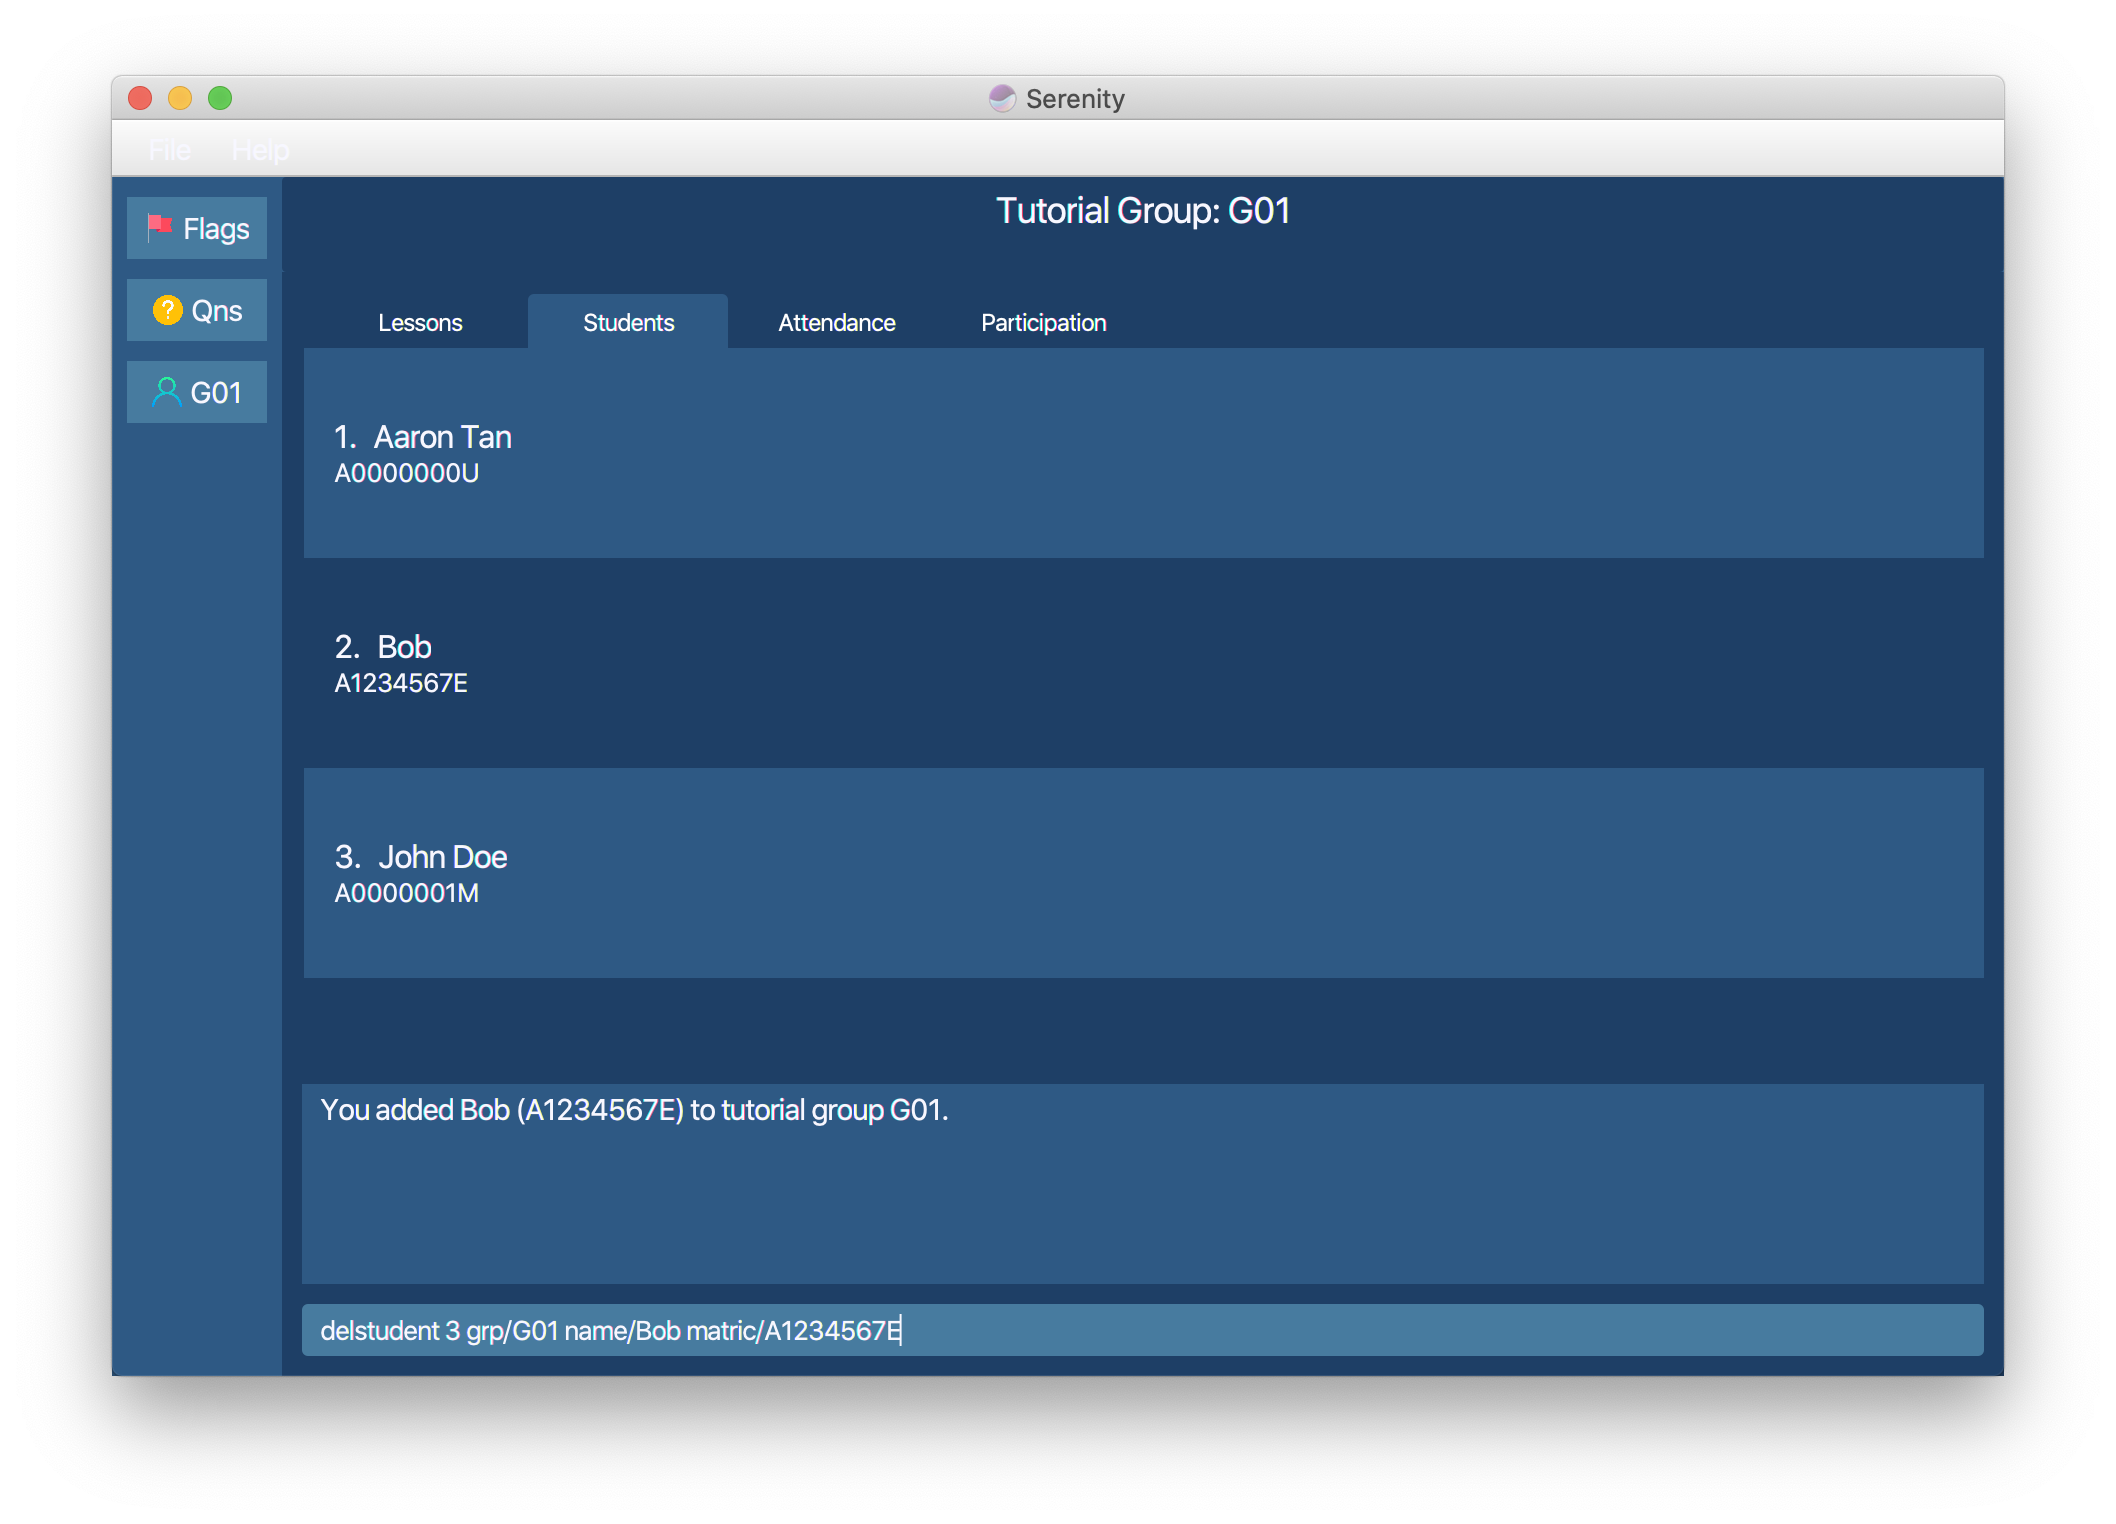 Serenity
File Help
Flags
Qns
G01
Tutorial Group: G01
Lessons Students Attendance Participation
1. Aaron Tan
A0000000U
2. Bob
A1234567E
3. John Doe
A0000001M
You added Bob (A1234567E) to tutorial group G01.
delstudent 3 grp/G01 name/Bob matric/A1234567E